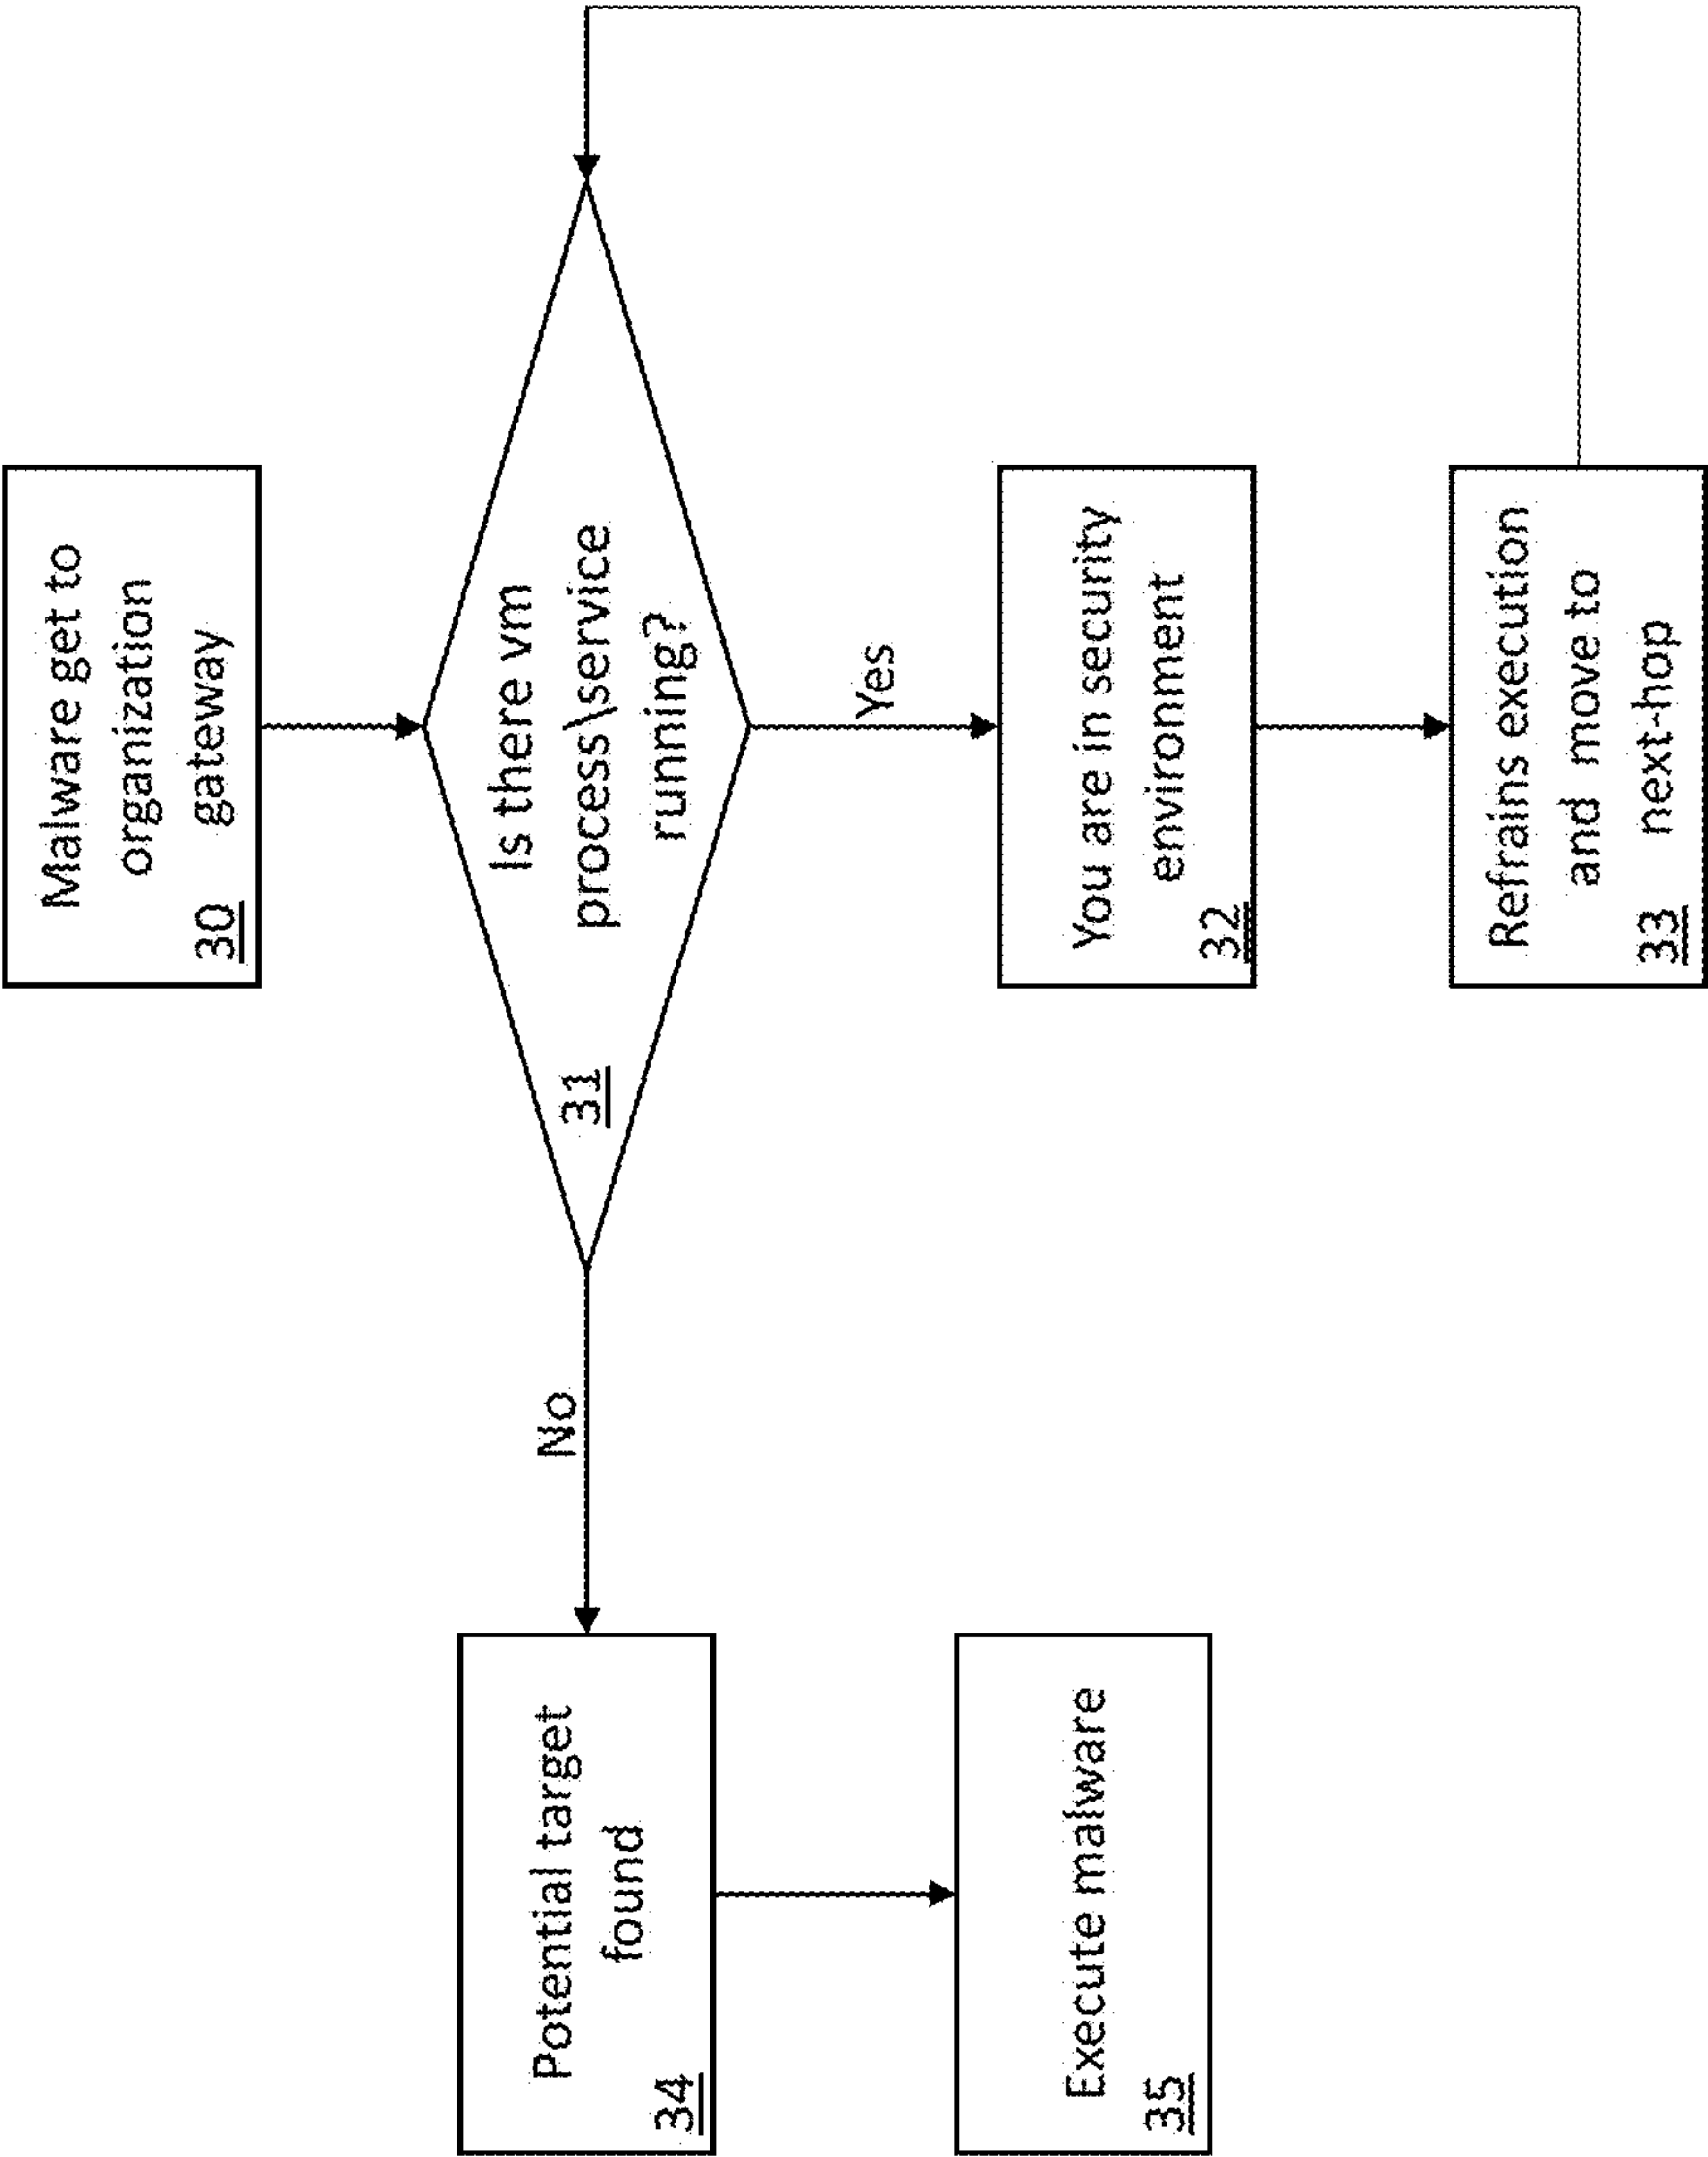 Malware get to
organization
30 gateway
Is there vm
process\service
running?
31
Yes
You are in security
environment
32
Refrains execution
and move to
33 next-hop
No
Potential target
found
34
Execute malware
35